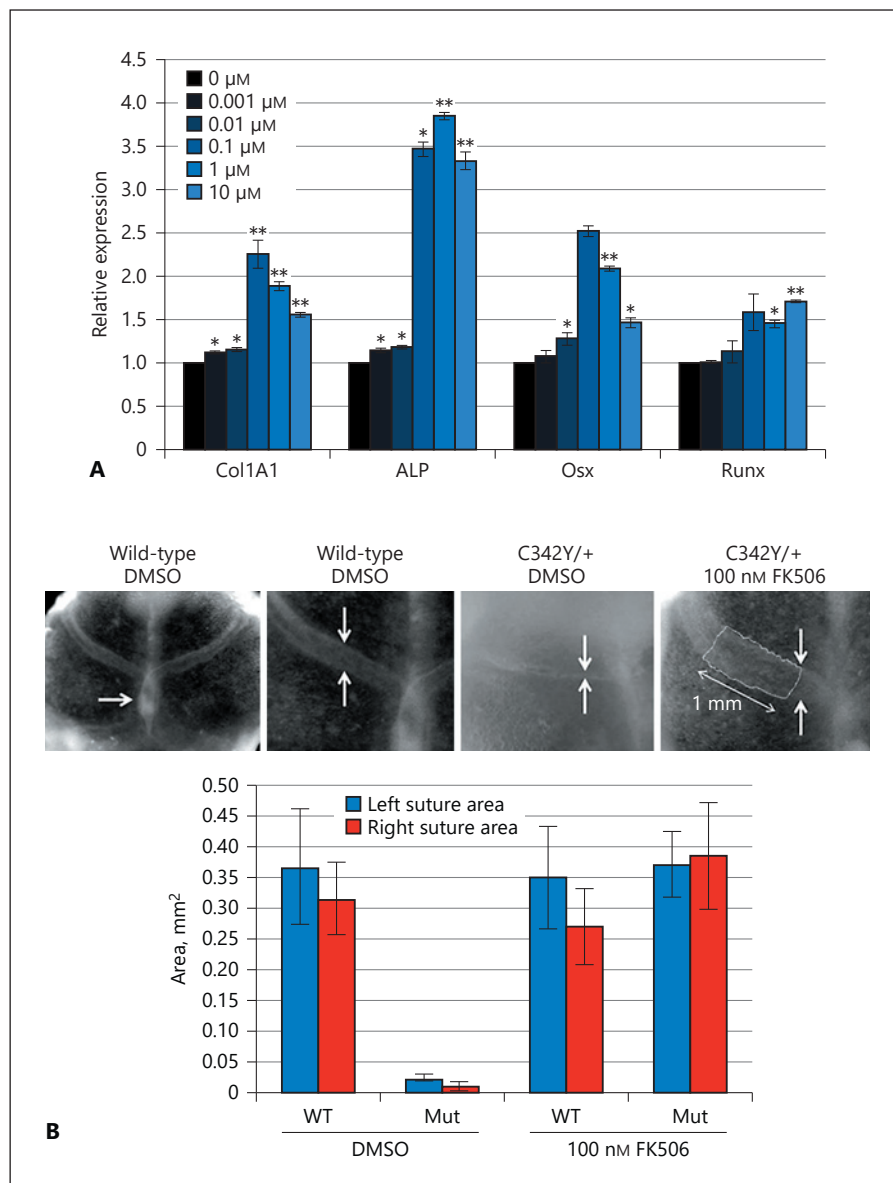 4.5
4.0
3.5
3.0
2.5
2.0
1.5
1.0
0.5
0
Relative expression
0 µM
0.001 µM
0.01 µM
0.1 µM
1 µM
10 µM
* * ** ** **
* * * ** **
* ** *
* **
Col1A1 ALP Osx Runx
A
Wild-type Wild-type C342Y/+ C342Y/+
DMSO DMSO DMSO 100 nM FK506
1 mm
0.50
0.45
0.40
0.35
0.30
0.25
0.20
0.15
0.10
0.05
0
Area, mm²
Left suture area
Right suture area
WT Mut WT Mut
DMSO 100 nM FK506
B